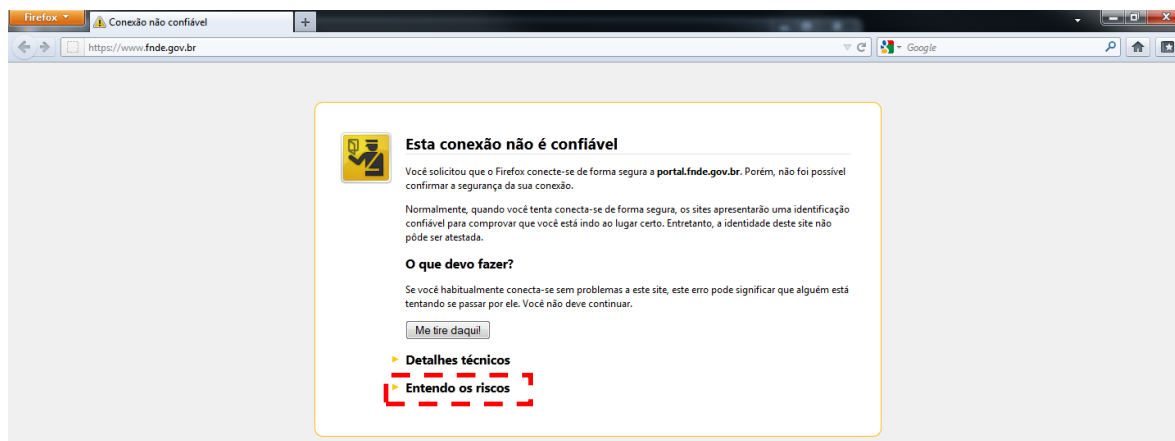 Firefox
Conexão não confiável
+
https://www.fnde.gov.br
Google
Esta conexão não é confiável
Você solicitou que o Firefox conecte-se de forma segura a portal.fnde.gov.br. Porém, não foi possível
confirmar a segurança da sua conexão.
Normalmente, quando você tenta conecta-se de forma segura, os sites apresentarão uma identificação
confiável para comprovar que você está indo ao lugar certo. Entretanto, a identidade deste site não
pôde ser atestada.
O que devo fazer?
Se você habitualmente conecta-se sem problemas a este site, este erro pode significar que alguém está
tentando se passar por ele. Você não deve continuar.
Me tire daqui!
Detalhes técnicos
Entendo os riscos